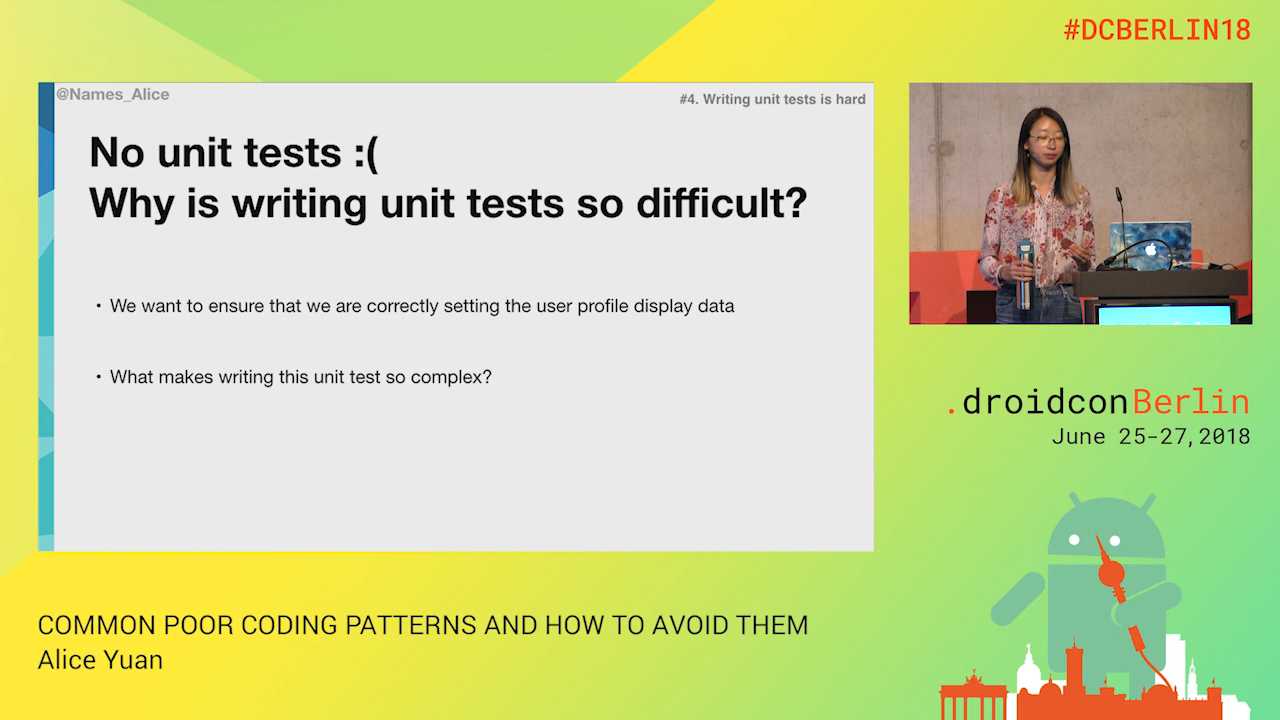 #DCBERLIN18
@Names_Alice
#4. Writing unit tests is hard
No unit tests :(
Why is writing unit tests so difficult?
• We want to ensure that we are correctly setting the user profile display data
• What makes writing this unit test so complex?
.droidconBerlin
June 25-27,2018
COMMON POOR CODING PATTERNS AND HOW TO AVOID THEM
Alice Yuan